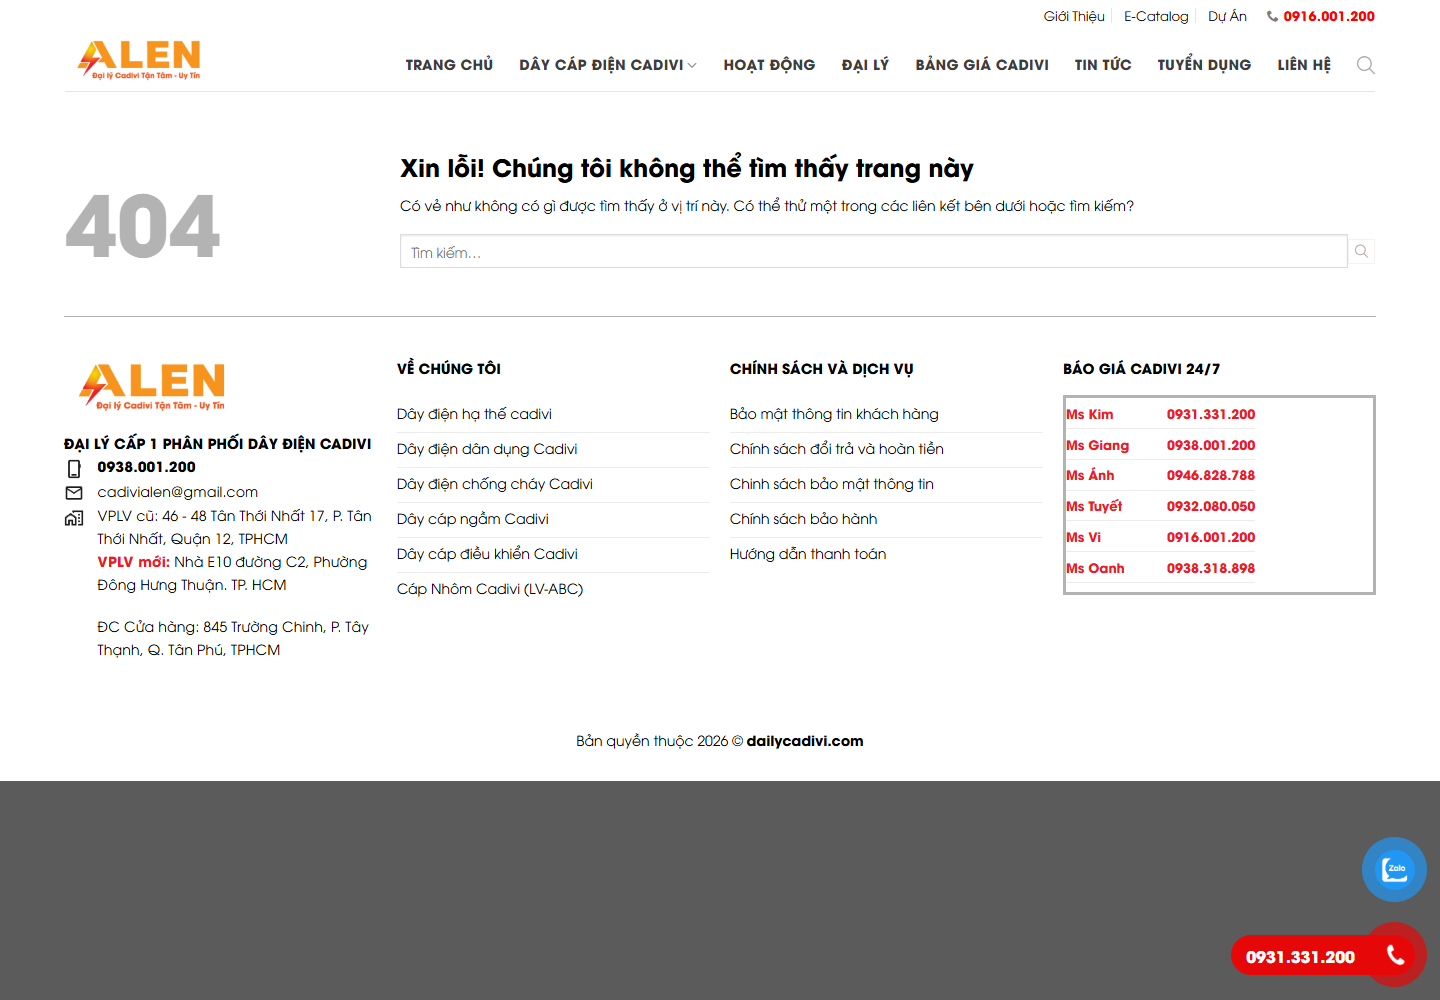 Giới Thiệu
E-Catalog
Dự Án
0916.001.200
ALEN
Đại lý Cadivi Tận Tâm - Uy Tín
TRANG CHỦ
DÂY CÁP ĐIỆN CADIVI
HOẠT ĐỘNG
ĐẠI LÝ
BẢNG GIÁ CADIVI
TIN TỨC
TUYỂN DỤNG
LIÊN HỆ
404
Xin lỗi! Chúng tôi không thể tìm thấy trang này
Có vẻ như không có gì được tìm thấy ở vị trí này. Có thể thử một trong các liên kết bên dưới hoặc tìm kiếm?
Tìm kiếm...
ALEN
Đại lý Cadivi Tận Tâm - Uy Tín
ĐẠI LÝ CẤP 1 PHÂN PHỐI DÂY ĐIỆN CADIVI
0938.001.200
cadivialen@gmail.com
VPLV cũ: 46 - 48 Tân Thới Nhất 17, P. Tân
Thới Nhất, Quận 12, TPHCM
VPLV mới: Nhà E10 đường C2, Phường
Đông Hưng Thuận. TP. HCM
ĐC Cửa hàng: 845 Trường Chinh, P. Tây
Thạnh, Q. Tân Phú, TPHCM
VỀ CHÚNG TÔI
Dây điện hạ thế cadivi
Dây điện dân dụng Cadivi
Dây điện chống cháy Cadivi
Dây cáp ngầm Cadivi
Dây cáp điều khiển Cadivi
Cáp Nhôm Cadivi (LV-ABC)
CHÍNH SÁCH VÀ DỊCH VỤ
Bảo mật thông tin khách hàng
Chính sách đổi trả và hoàn tiền
Chinh sách bảo mật thông tin
Chính sách bảo hành
Hướng dẫn thanh toán
BÁO GIÁ CADIVI 24/7
Ms Kim 0931.331.200
Ms Giang 0938.001.200
Ms Ánh 0946.828.788
Ms Tuyết 0932.080.050
Ms Vi 0916.001.200
Ms Oanh 0938.318.898
Bản quyền thuộc 2026 © dailycadivi.com
Zalo
0931.331.200